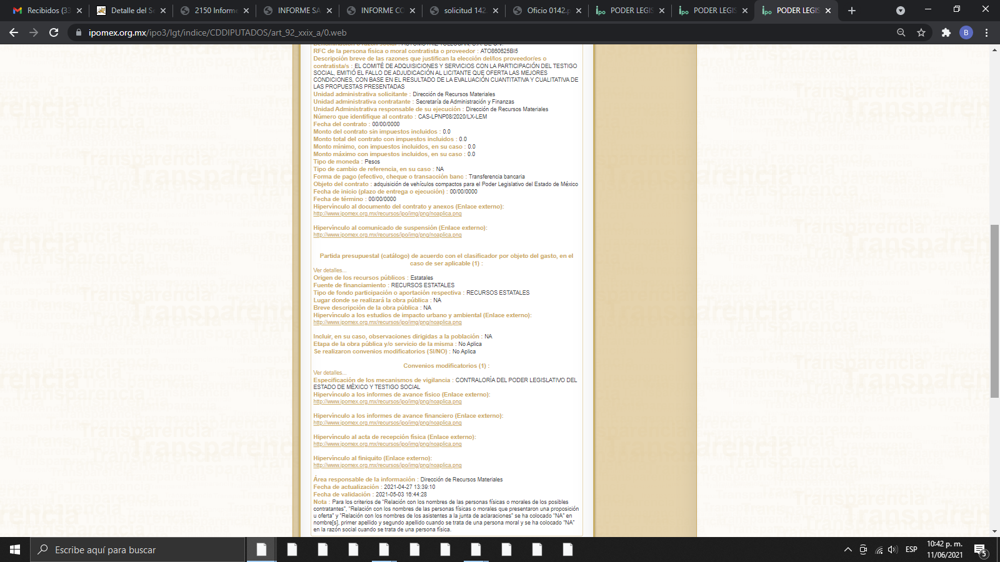 Recibidos (33
Detalle del Se
2150 Informe
INFORME SA
INFORME CO
solicitud 142.
Oficio 0142.p
PODER LEGIS
PODER LEGIS
PODER LEGIS
ipomex.org.mx/ipo3/lgt/indice/CDDIPUTADOS/art_92_xxix_a/0.web
B
RFC de la persona física o moral contratista o proveedor : ATO860625BI5
Descripción breve de las razones que justifican la elección del/los proveedor/es o
contratista/s : EL COMITÉ DE ADQUISICIONES Y SERVICIOS CON LA PARTICIPACIÓN DEL TESTIGO
SOCIAL, EMITIÓ EL FALLO DE ADJUDICACIÓN AL LICITANTE QUE OFERTA LAS MEJORES
CONDICIONES, CON BASE EN EL RESULTADO DE LA EVALUACIÓN CUANTITATIVA Y CUALITATIVA DE
LAS PROPUESTAS PRESENTADAS
Unidad administrativa solicitante : Dirección de Recursos Materiales
Unidad administrativa contratante : Secretaría de Administración y Finanzas
Unidad Administrativa responsable de su ejecución : Dirección de Recursos Materiales
Número que identifique al contrato : CAS-LPNP08/2020/LX-LEM
Fecha del contrato : 00/00/0000
Monto del contrato sin impuestos incluidos : 0.0
Monto total del contrato con impuestos incluidos : 0.0
Monto mínimo, con impuestos incluidos, en su caso : 0.0
Monto máximo con impuestos incluidos, en su caso : 0.0
Tipo de moneda : Pesos
Tipo de cambio de referencia, en su caso : NA
Forma de pago (efectivo, cheque o transacción banc : Transferencia bancaria
Objeto del contrato : adquisición de vehículos compactos para el Poder Legislativo del Estado de México
Fecha de inicio (plazo de entrega o ejecución) : 00/00/0000
Fecha de término : 00/00/0000
Hipervínculo al documento del contrato y anexos (Enlace externo):
http://www.ipomex.org.mx/recursos/ipo/img/png/noaplica.png
Hipervínculo al comunicado de suspensión (Enlace externo):
http://www.ipomex.org.mx/recursos/ipo/img/png/noaplica.png
Partida presupuestal (catálogo) de acuerdo con el clasificador por objeto del gasto, en el
caso de ser aplicable (1) :
Ver detalles...
Origen de los recursos públicos : Estatales
Fuente de financiamiento : RECURSOS ESTATALES
Tipo de fondo participación o aportación respectiva : RECURSOS ESTATALES
Lugar donde se realizará la obra pública : NA
Breve descripción de la obra pública : NA
Hipervínculo a los estudios de impacto urbano y ambiental (Enlace externo):
http://www.ipomex.org.mx/recursos/ipo/img/png/noaplica.png
Incluir, en su caso, observaciones dirigidas a la población : NA
Etapa de la obra pública y/o servicio de la misma : No Aplica
Se realizaron convenios modificatorios (SI/NO) : No Aplica
Convenios modificatorios (1) :
Ver detalles...
Especificación de los mecanismos de vigilancia : CONTRALORÍA DEL PODER LEGISLATIVO DEL
ESTADO DE MÉXICO Y TESTIGO SOCIAL
Hipervínculo a los informes de avance físico (Enlace externo):
http://www.ipomex.org.mx/recursos/ipo/img/png/noaplica.png
Hipervínculo a los informes de avance financiero (Enlace externo):
http://www.ipomex.org.mx/recursos/ipo/img/png/noaplica.png
Hipervínculo al acta de recepción física (Enlace externo):
http://www.ipomex.org.mx/recursos/ipo/img/png/noaplica.png
Hipervínculo al finiquito (Enlace externo):
http://www.ipomex.org.mx/recursos/ipo/img/png/noaplica.png
Área responsable de la información : Dirección de Recursos Materiales
Fecha de actualización : 2021-04-27 13:39:10
Fecha de validación : 2021-05-03 16:44:28
Nota : Para los criterios de "Relación con los nombres de las personas físicas o morales de los posibles
contratantes", "Relación con los nombres de las personas físicas o morales que presentaron una proposición
u oferta" y "Relación con los nombres de los asistentes a la junta de aclaraciones" se ha colocado "NA" en
nombre[s], primer apellido y segundo apellido cuando se trata de una persona moral y se ha colocado "NA"
en la razón social cuando se trata de una persona física.
Escribe aquí para buscar
ESP
10:42 p. m.
11/06/2021
5